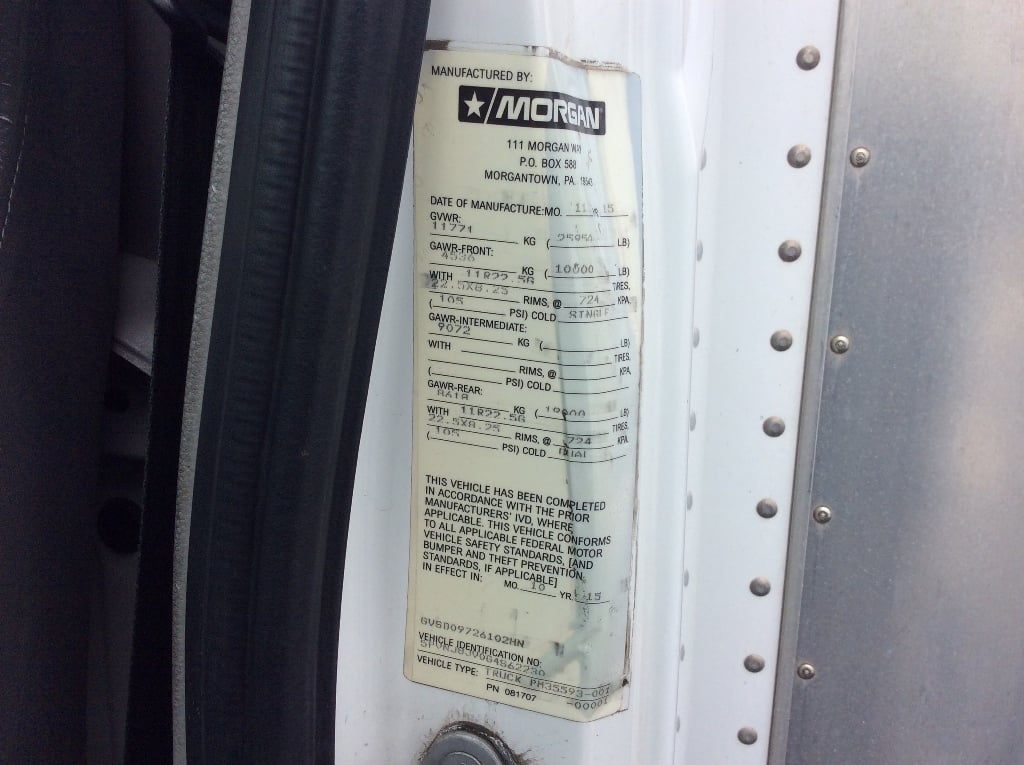 MANUFACTURED BY:
MORGAN
111 MORGAN WAY
P.O. BOX 588
MORGANTOWN, PA.
DATE OF MANUFACTURE: MO. 11 15
GVWR:
11771 KG ( LB)
GAWR-FRONT:
4536 KG (10000 LB)
WITH 11R22.5G TIRES,
22.5X8.25 RIMS, @ 724 KPA,
(105 PSI) COLD SINGLE
GAWR-INTERMEDIATE:
9072 KG ( LB)
WITH TIRES,
RIMS, @ KPA,
( PSI) COLD
GAWR-REAR:
8618 KG (19000 LB)
WITH 11R22.5G TIRES,
22.5X8.25 RIMS, @ 724 KPA
(105 PSI) COLD DUAL
THIS VEHICLE HAS BEEN COMPLETED
IN ACCORDANCE WITH THE PRIOR
MANUFACTURERS' IVD, WHERE
APPLICABLE. THIS VEHICLE CONFORMS
TO ALL APPLICABLE FEDERAL MOTOR
VEHICLE SAFETY STANDARDS, [AND
BUMPER AND THEFT PREVENTION
STANDARDS, IF APPLICABLE]
IN EFFECT IN: MO. 10 YR. 15
GVSD09726102HN
VEHICLE IDENTIFICATION NO:
VEHICLE TYPE: TRUCK PM35593-007
-00001
PN 081707